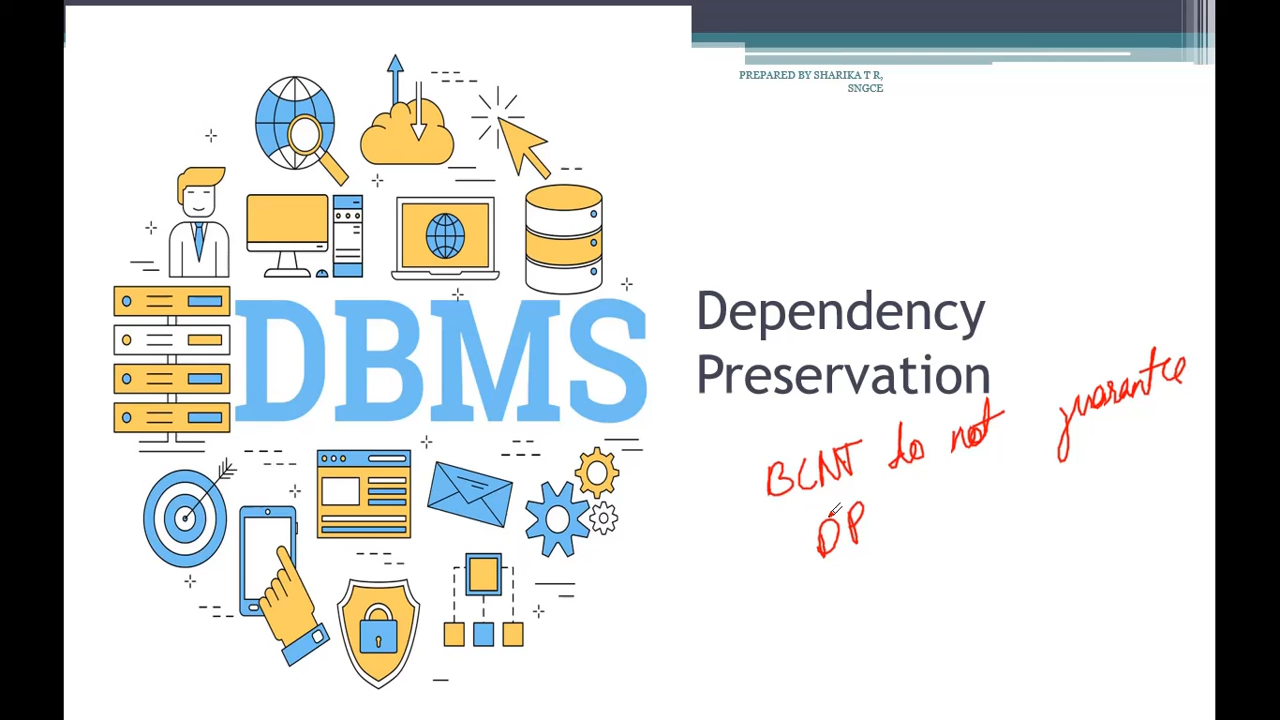 PREPARED BY SHARIKA T R,
SNGCE
DBMS
Dependency
Preservation
BCNF do not guarantee
DP